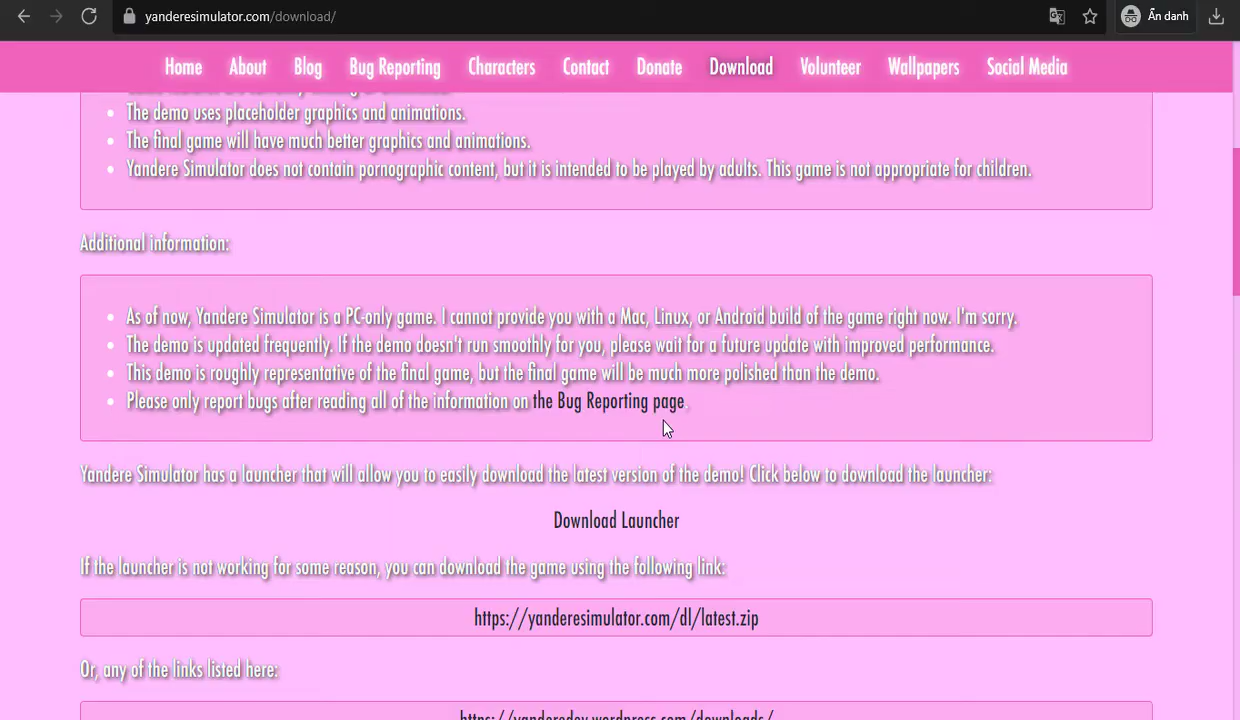 yanderesimulator.com/download/
Ẩn danh
Home About Blog Bug Reporting Characters Contact Donate Download Volunteer Wallpapers Social Media
The demo uses placeholder graphics and animations.
The final game will have much better graphics and animations.
Yandere Simulator does not contain pornographic content, but it is intended to be played by adults. This game is not appropriate for children.
Additional information:
As of now, Yandere Simulator is a PC-only game. I cannot provide you with a Mac, Linux, or Android build of the game right now. I'm sorry.
The demo is updated frequently. If the demo doesn't run smoothly for you, please wait for a future update with improved performance.
This demo is roughly representative of the final game, but the final game will be much more polished than the demo.
Please only report bugs after reading all of the information on the Bug Reporting page.
Yandere Simulator has a launcher that will allow you to easily download the latest version of the demo! Click below to download the launcher:
Download Launcher
If the launcher is not working for some reason, you can download the game using the following link:
https://yanderesimulator.com/dl/latest.zip
Or, any of the links listed here:
https://yanderedev.wordpress.com/downloads/